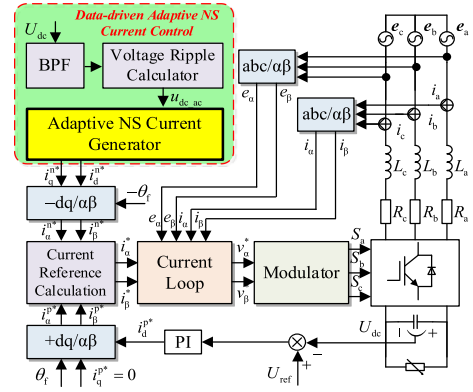 Data-driven Adaptive NS
Current Control
U_dc
BPF
Voltage Ripple
Calculator
u_dc_ac
Adaptive NS Current
Generator
i_q^n* i_d^n*
−dq/αβ
−θ_f
i_α^n* i_β^n*
Current
Reference
Calculation
i_α^*
i_β^*
i_α^p* i_β^p*
+dq/αβ
θ_f i_q^p* = 0
i_d^p*
PI
U_ref
+ −
abc/αβ
e_α e_β
abc/αβ
i_α i_β
e_α e_β i_α i_β
Current
Loop
v_α^*
v_β
Modulator
S_a
S_b
S_c
e_c e_b e_a
i_a
i_b
i_c
L_c L_b L_a
R_c R_b R_a
U_dc
− +